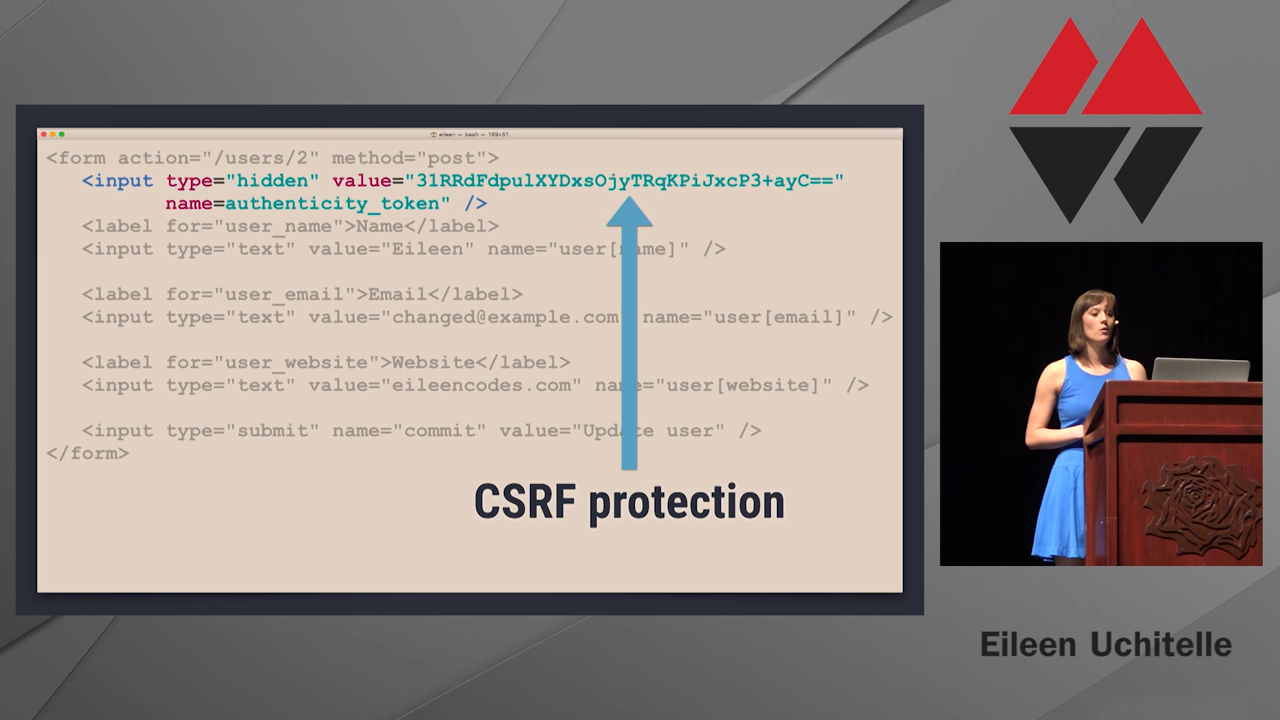 eileen — bash — 189×51
<form action="/users/2" method="post">
<input type="hidden" value="31RRdFdpulXYDxsOjyTRqKPiJxcP3+ayC=="
name=authenticity_token" />
<label for="user_name">Name</label>
<input type="text" value="Eileen" name="user[name]" />
<label for="user_email">Email</label>
<input type="text" value="changed@example.com" name="user[email]" />
<label for="user_website">Website</label>
<input type="text" value="eileencodes.com" name="user[website]" />
<input type="submit" name="commit" value="Update user" />
</form>
CSRF protection
Eileen Uchitelle